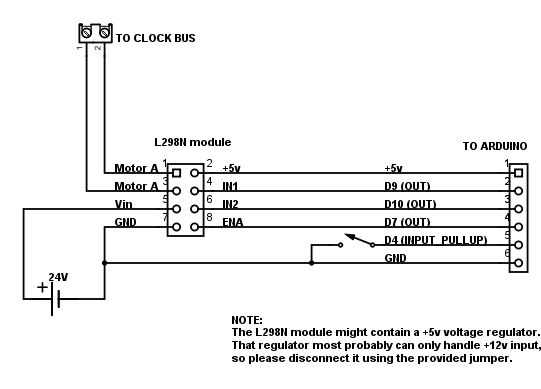 TO CLOCK BUS
1 2
L298N module
TO ARDUINO
Motor A 1 2 +5v +5v 1
Motor A 3 4 IN1 D9 (OUT) 2
Vin 5 6 IN2 D10 (OUT) 3
GND 7 8 ENA D7 (OUT) 4
D4 (INPUT_PULLUP) 5
GND 6
+ 24V
NOTE:
The L298N module might contain a +5v voltage regulator.
That regulator most probably can only handle +12v input,
so please disconnect it using the provided jumper.